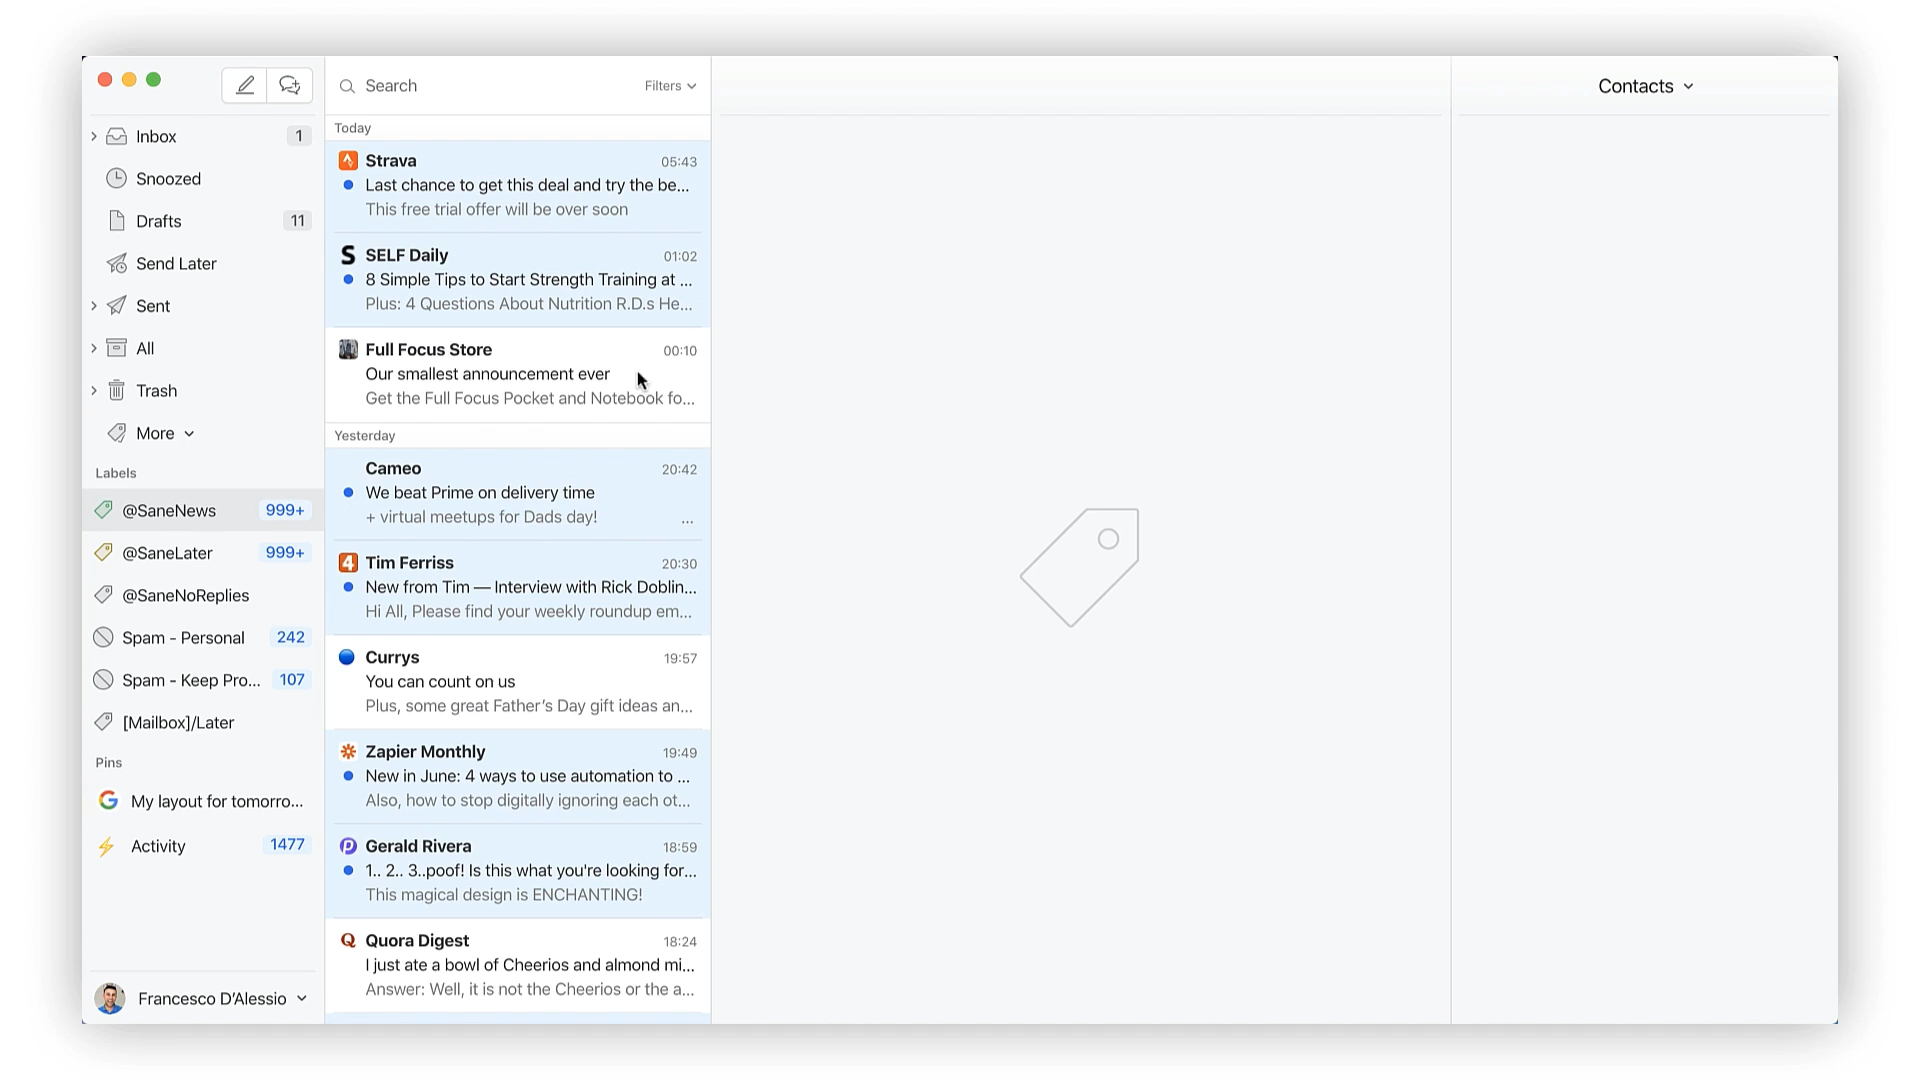 Inbox
1
Snoozed
Drafts
11
Send Later
Sent
All
Trash
More
Labels
@SaneNews
999+
@SaneLater
999+
@SaneNoReplies
Spam - Personal
242
Spam - Keep Pro...
107
[Mailbox]/Later
Pins
My layout for tomorro...
Activity
1477
Francesco D'Alessio
Search
Filters
Today
Strava
05:43
Last chance to get this deal and try the be...
This free trial offer will be over soon
S
SELF Daily
01:02
8 Simple Tips to Start Strength Training at ...
Plus: 4 Questions About Nutrition R.D.s He...
Full Focus Store
00:10
Our smallest announcement ever
Get the Full Focus Pocket and Notebook fo...
Yesterday
Cameo
20:42
We beat Prime on delivery time
+ virtual meetups for Dads day!
...
4
Tim Ferriss
20:30
New from Tim — Interview with Rick Doblin...
Hi All, Please find your weekly roundup em...
Currys
19:57
You can count on us
Plus, some great Father's Day gift ideas an...
Zapier Monthly
19:49
New in June: 4 ways to use automation to ...
Also, how to stop digitally ignoring each ot...
Gerald Rivera
18:59
1.. 2.. 3..poof! Is this what you're looking for...
This magical design is ENCHANTING!
Q
Quora Digest
18:24
I just ate a bowl of Cheerios and almond mi...
Answer: Well, it is not the Cheerios or the a...
Contacts